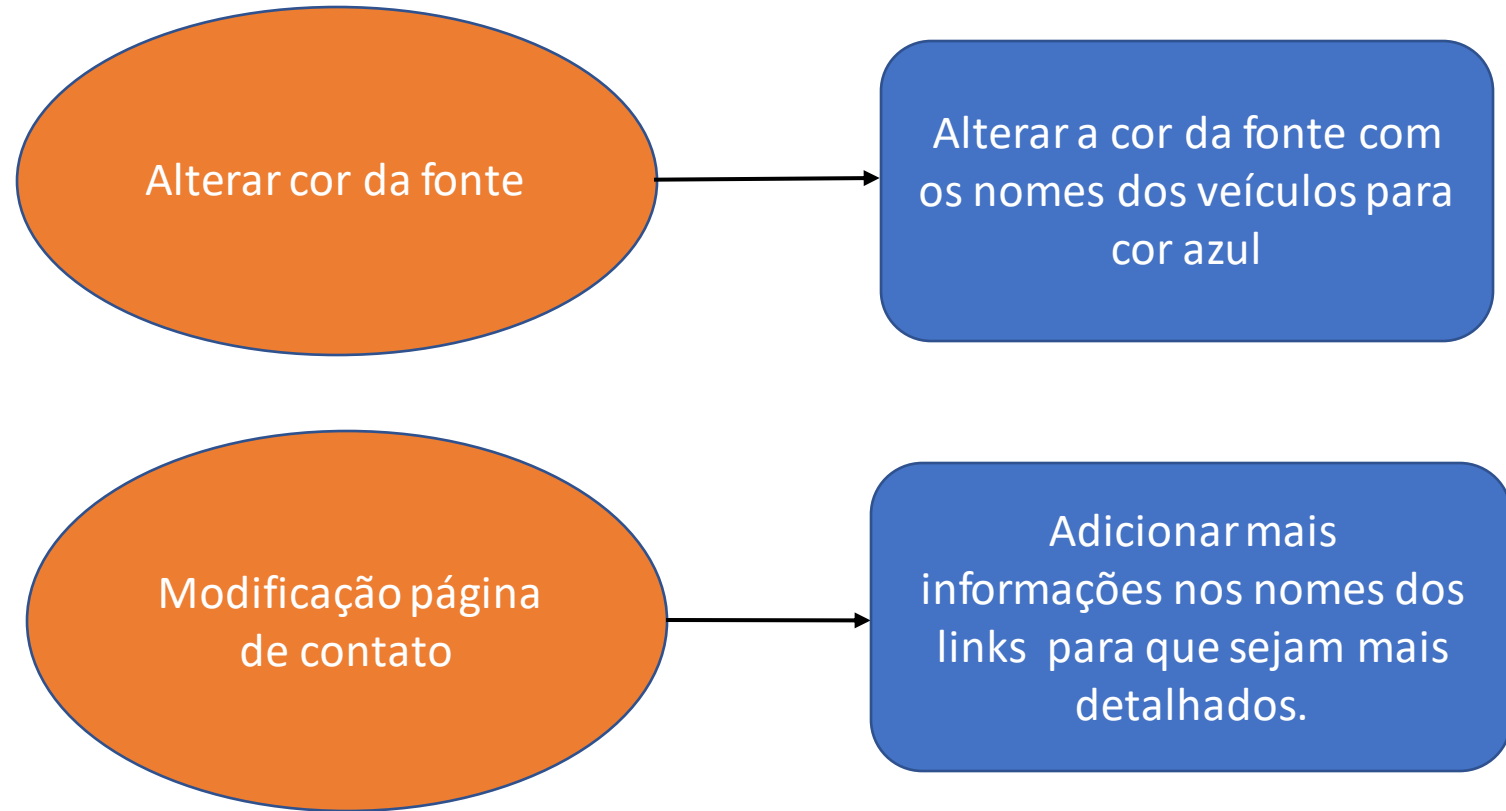 Alterar cor da fonte
Alterar a cor da fonte com
os nomes dos veículos para
cor azul
Modificação página
de contato
Adicionar mais
informações nos nomes dos
links  para que sejam mais
detalhados.